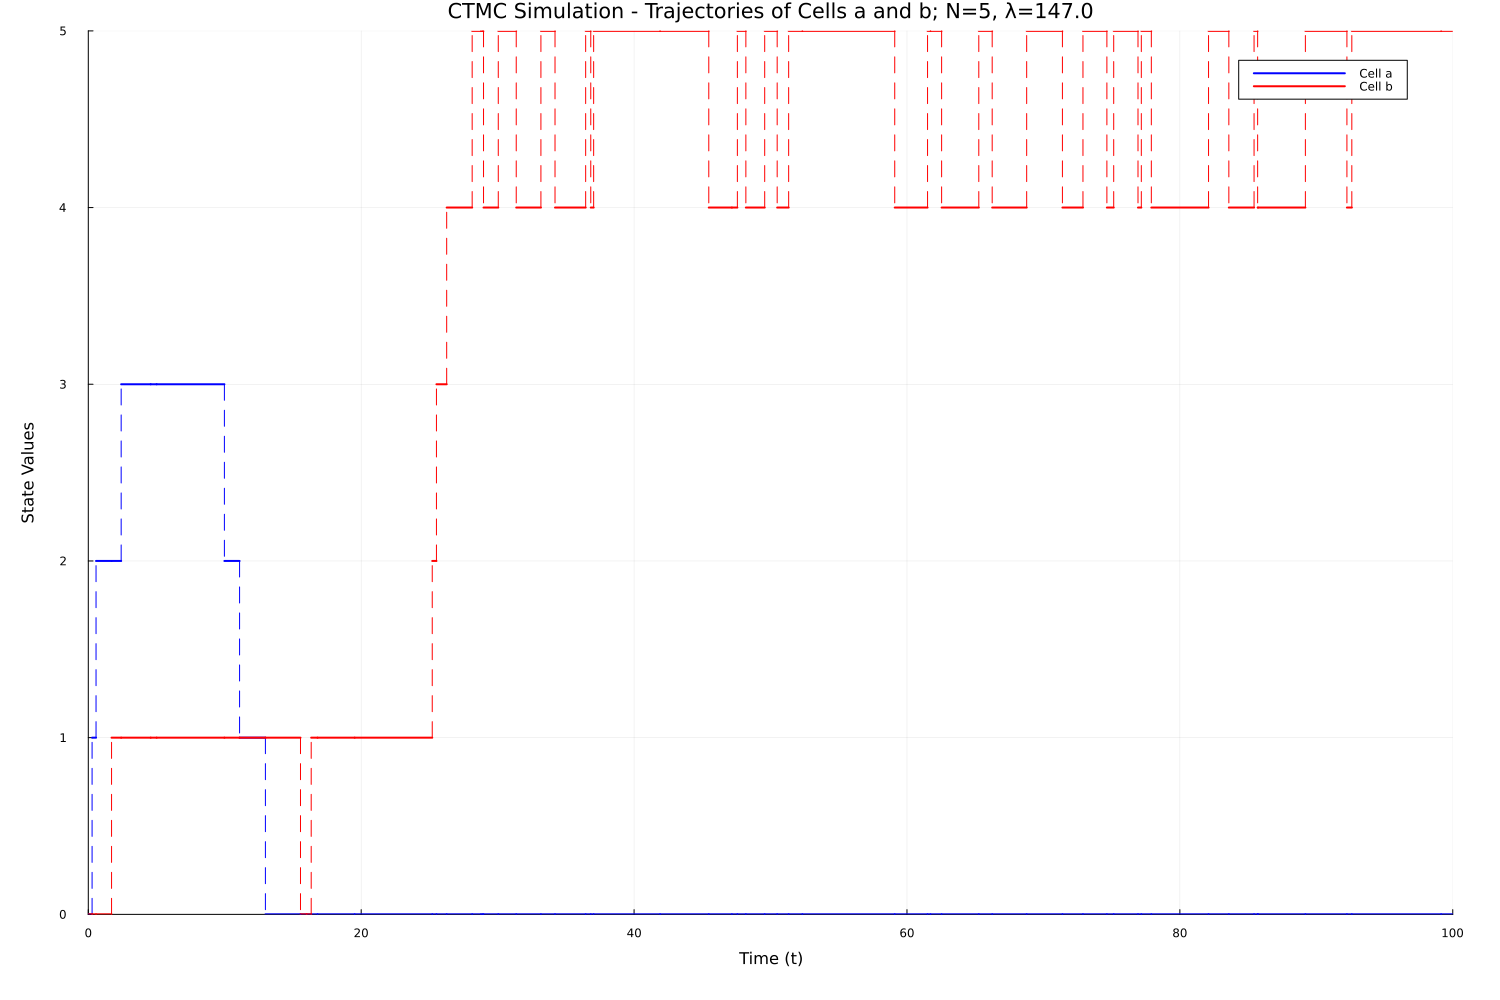 CTMC Simulation - Trajectories of Cells a and b; N=5, λ=147.0
5
Cell a
Cell b
4
3
State Values
2
1
0
0 20 40 60 80 100
Time (t)